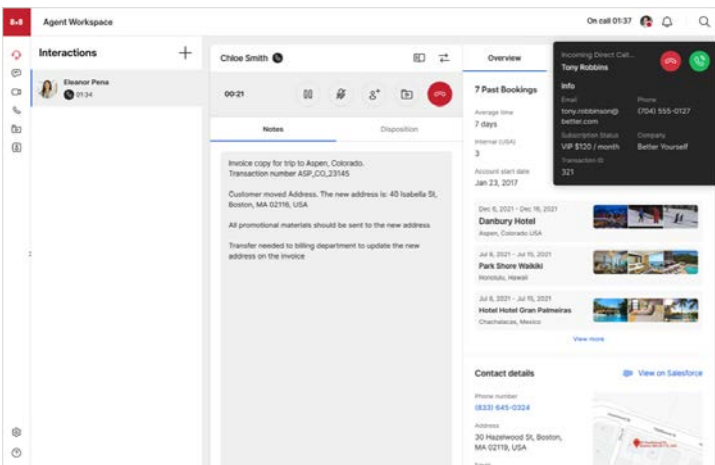 8x8
Agent Workspace
On call 01:37
Interactions
Eleanor Pena
01:34
Chloe Smith
00:21
Notes
Disposition
Invoice copy for trip to Aspen, Colorado.
Transaction number ASP_CO_23145
Customer moved Address. The new address is: 40 Isabella St,
Boston, MA 02116, USA
All promotional materials should be sent to the new address
Transfer needed to billing department to update the new
address on the invoice
Overview
7 Past Bookings
Average time
7 days
Internal (USA)
3
Account start date
Jan 23, 2017
Dec 6, 2021 - Dec 16, 2021
Danbury Hotel
Aspen, Colorado USA
Jul 8, 2021 - Jul 15, 2021
Park Shore Waikiki
Honolulu, Hawaii
Jul 8, 2021 - Jul 15, 2021
Hotel Hotel Gran Palmeiras
Chachalacas, Mexico
View more
Contact details
View on Salesforce
Phone number
(833) 645-0324
Address
30 Hazelwood St, Boston,
MA 02119, USA
Incoming Direct Call...
Tony Robbins
Info
Email
tony.robbinson@
better.com
Phone
(704) 555-0127
Subscription Status
VIP $120 / month
Company
Better Yourself
Transaction ID
321